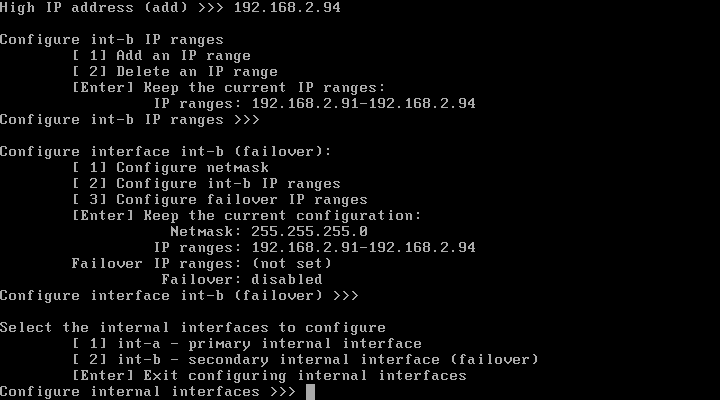 High IP address (add) >>> 192.168.2.94
Configure int-b IP ranges
[ 1] Add an IP range
[ 2] Delete an IP range
[Enter] Keep the current IP ranges:
IP ranges: 192.168.2.91-192.168.2.94
Configure int-b IP ranges >>>
Configure interface int-b (failover):
[ 1] Configure netmask
[ 2] Configure int-b IP ranges
[ 3] Configure failover IP ranges
[Enter] Keep the current configuration:
Netmask: 255.255.255.0
IP ranges: 192.168.2.91-192.168.2.94
Failover IP ranges: (not set)
Failover: disabled
Configure interface int-b (failover) >>>
Select the internal interfaces to configure
[ 1] int-a - primary internal interface
[ 2] int-b - secondary internal interface (failover)
[Enter] Exit configuring internal interfaces
Configure internal interfaces >>>